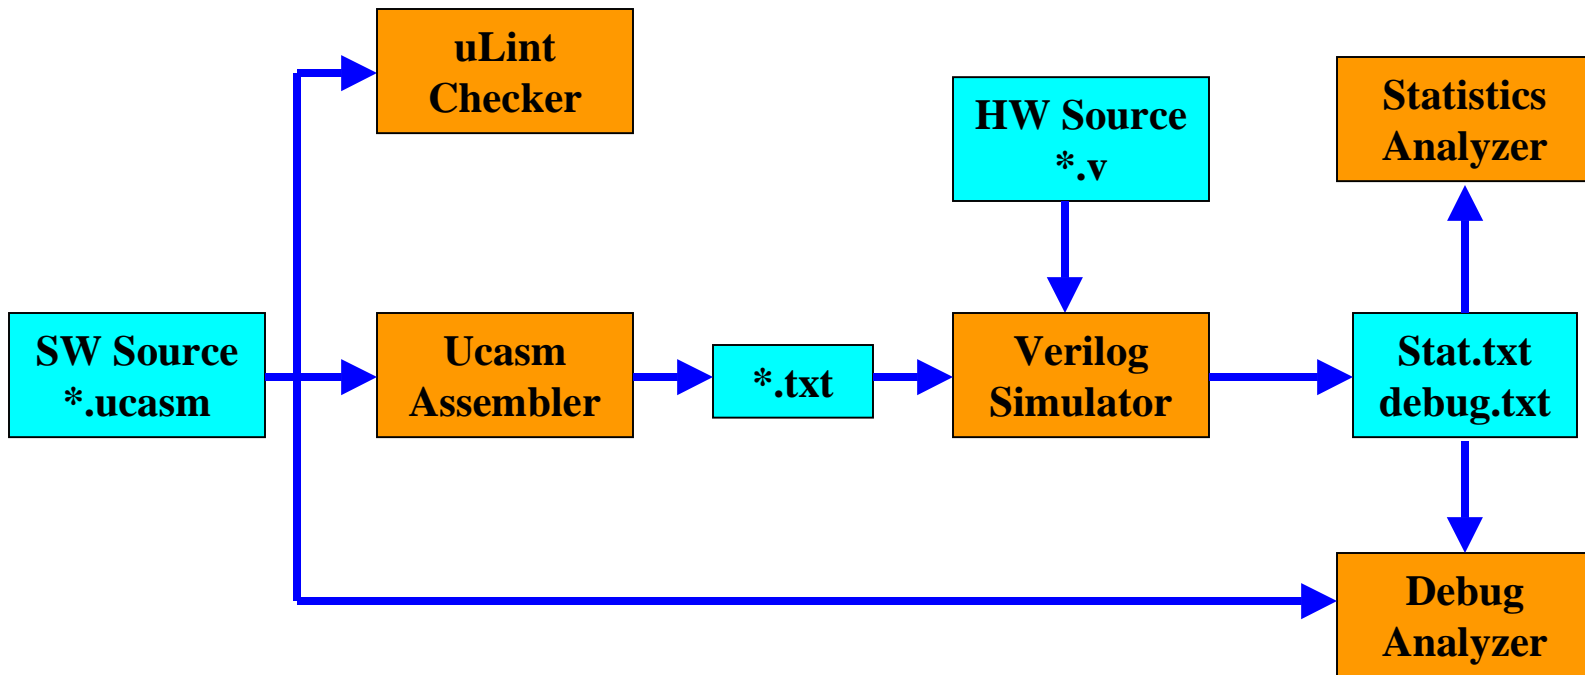 uLint
Checker
HW Source
*.v
Statistics
Analyzer
SW Source
*.ucasm
Ucasm
Assembler
*.txt
Verilog
Simulator
Stat.txt
debug.txt
Debug
Analyzer